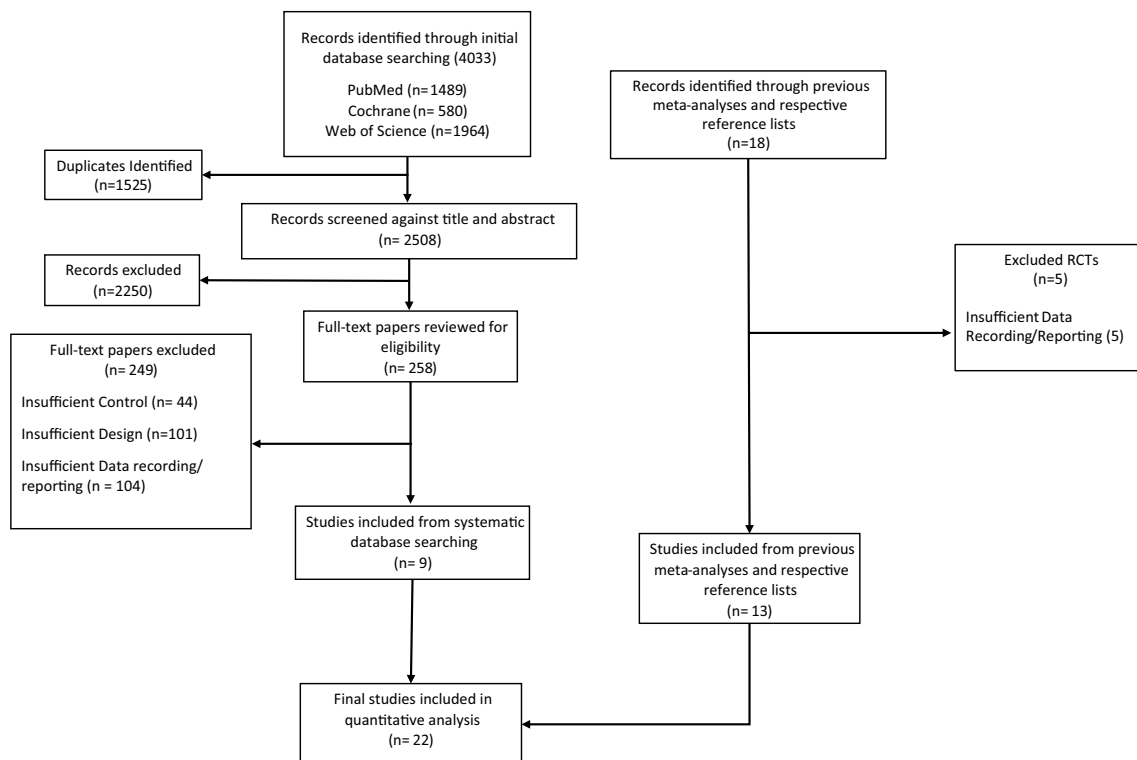 Records identified through initial
database searching (4033)
PubMed (n=1489)
Cochrane (n= 580)
Web of Science (n=1964)
Records identified through previous
meta-analyses and respective
reference lists
(n=18)
Duplicates Identified
(n=1525)
Records screened against title and abstract
(n= 2508)
Records excluded
(n=2250)
Excluded RCTs
(n=5)
Insufficient Data
Recording/Reporting (5)
Full-text papers reviewed for
eligibility
(n= 258)
Full-text papers excluded
(n= 249)
Insufficient Control (n= 44)
Insufficient Design (n=101)
Insufficient Data recording/
reporting (n = 104)
Studies included from systematic
database searching
(n= 9)
Studies included from previous
meta-analyses and respective
reference lists
(n= 13)
Final studies included in
quantitative analysis
(n= 22)